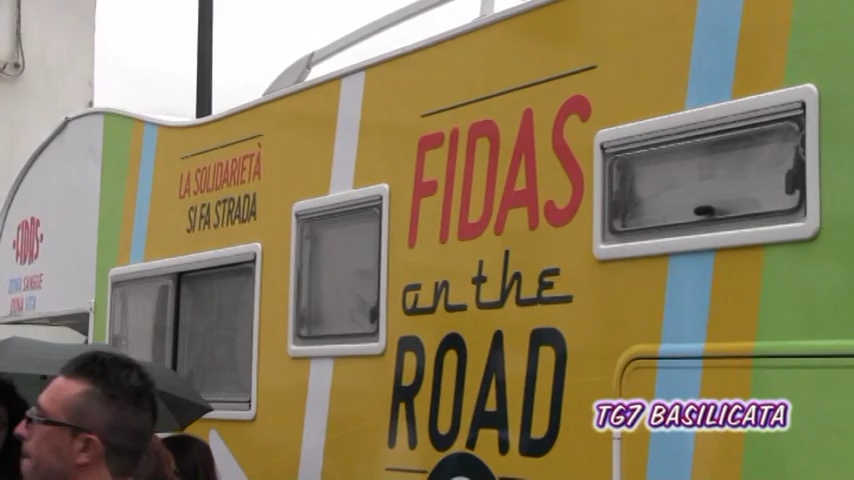 LA SOLIDARIETÀ
SI FA STRADA
FIDAS
DONA SANGUE
DONA VITA
FIDAS
on the
ROAD
TG7 BASILICATA